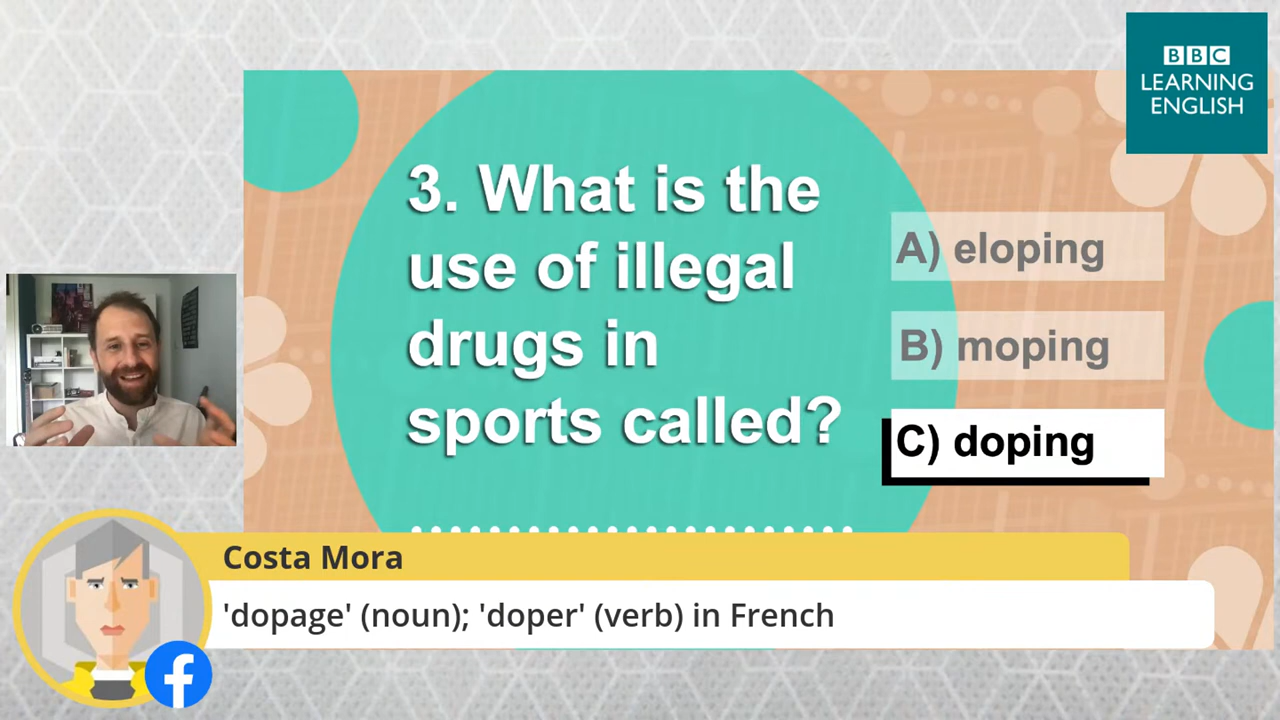 BBC
LEARNING
ENGLISH
3. What is the
use of illegal
drugs in
sports called?
A) eloping
B) moping
C) doping
Costa Mora
'dopage' (noun); 'doper' (verb) in French